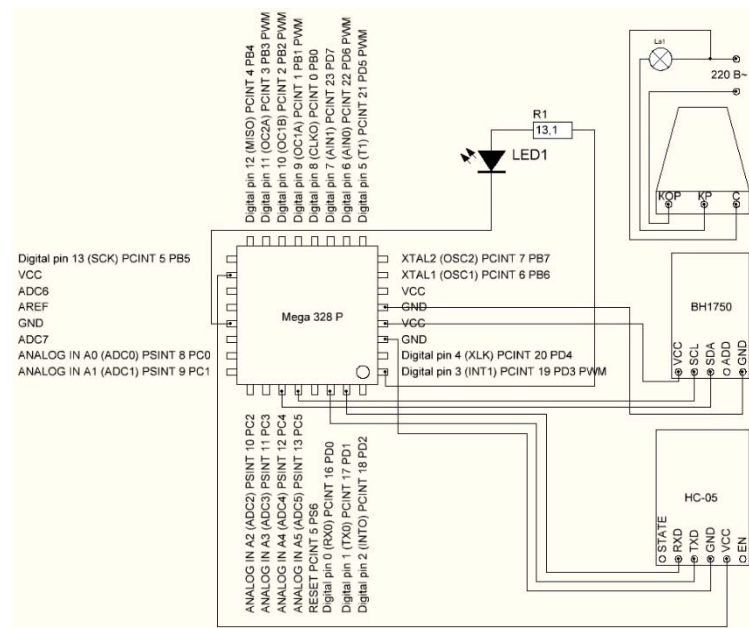 Digital pin 12 (MISO) PCINT 4 PB4
Digital pin 11 (OC2A) PCINT 3 PB3 PWM
Digital pin 10 (OC1B) PCINT 2 PB2 PWM
Digital pin 9 (OC1A) PCINT 1 PB1 PWM
Digital pin 8 (CLKO) PCINT 0 PB0
Digital pin 7 (AIN1) PCINT 23 PD7
Digital pin 6 (AIN0) PCINT 22 PD6 PWM
Digital pin 5 (T1) PCINT 21 PD5 PWM
La1
220 В~
R1
13,1
LED1
КОР
КР
С
Digital pin 13 (SCK) PCINT 5 PB5
VCC
ADC6
AREF
GND
ADC7
ANALOG IN A0 (ADC0) PSINT 8 PC0
ANALOG IN A1 (ADC1) PSINT 9 PC1
Mega 328 P
XTAL2 (OSC2) PCINT 7 PB7
XTAL1 (OSC1) PCINT 6 PB6
VCC
GND
VCC
GND
Digital pin 4 (XLK) PCINT 20 PD4
Digital pin 3 (INT1) PCINT 19 PD3 PWM
BH1750
VCC
SCL
SDA
ADD
GND
ANALOG IN A2 (ADC2) PSINT 10 PC2
ANALOG IN A3 (ADC3) PSINT 11 PC3
ANALOG IN A4 (ADC4) PSINT 12 PC4
ANALOG IN A5 (ADC5) PSINT 13 PC5
RESET PCINT 5 PS6
Digital pin 0 (RX0) PCINT 16 PD0
Digital pin 1 (TX0) PCINT 17 PD1
Digital pin 2 (INTO) PCINT 18 PD2
HC-05
STATE
RXD
TXD
GND
VCC
EN